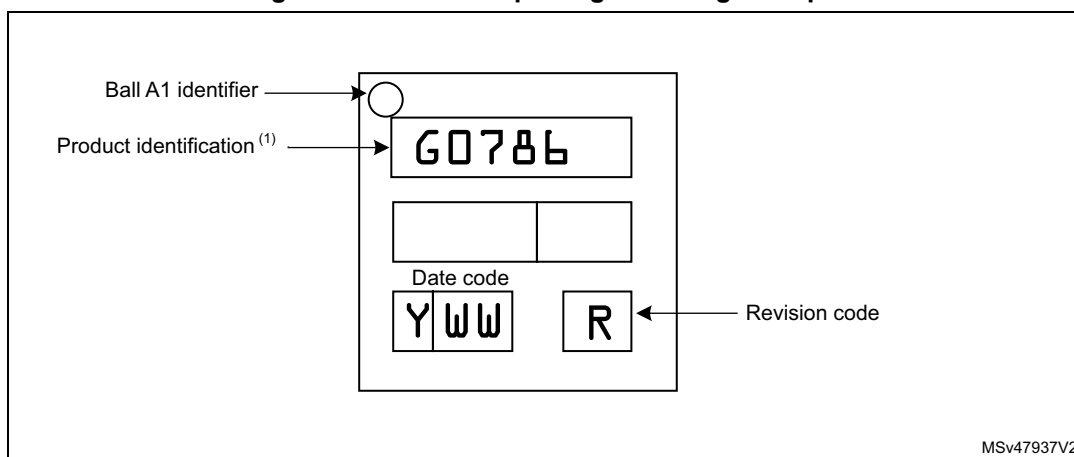 Ball A1 identifier
Product identification (1)
G0786
Date code
Y WW R
Revision code
MSv47937V2